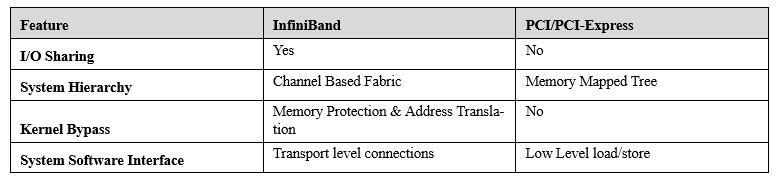 Feature InfiniBand PCI/PCI-Express
I/O Sharing Yes No
System Hierarchy Channel Based Fabric Memory Mapped Tree
Kernel Bypass Memory Protection & Address Transla-
tion No
System Software Interface Transport level connections Low Level load/store